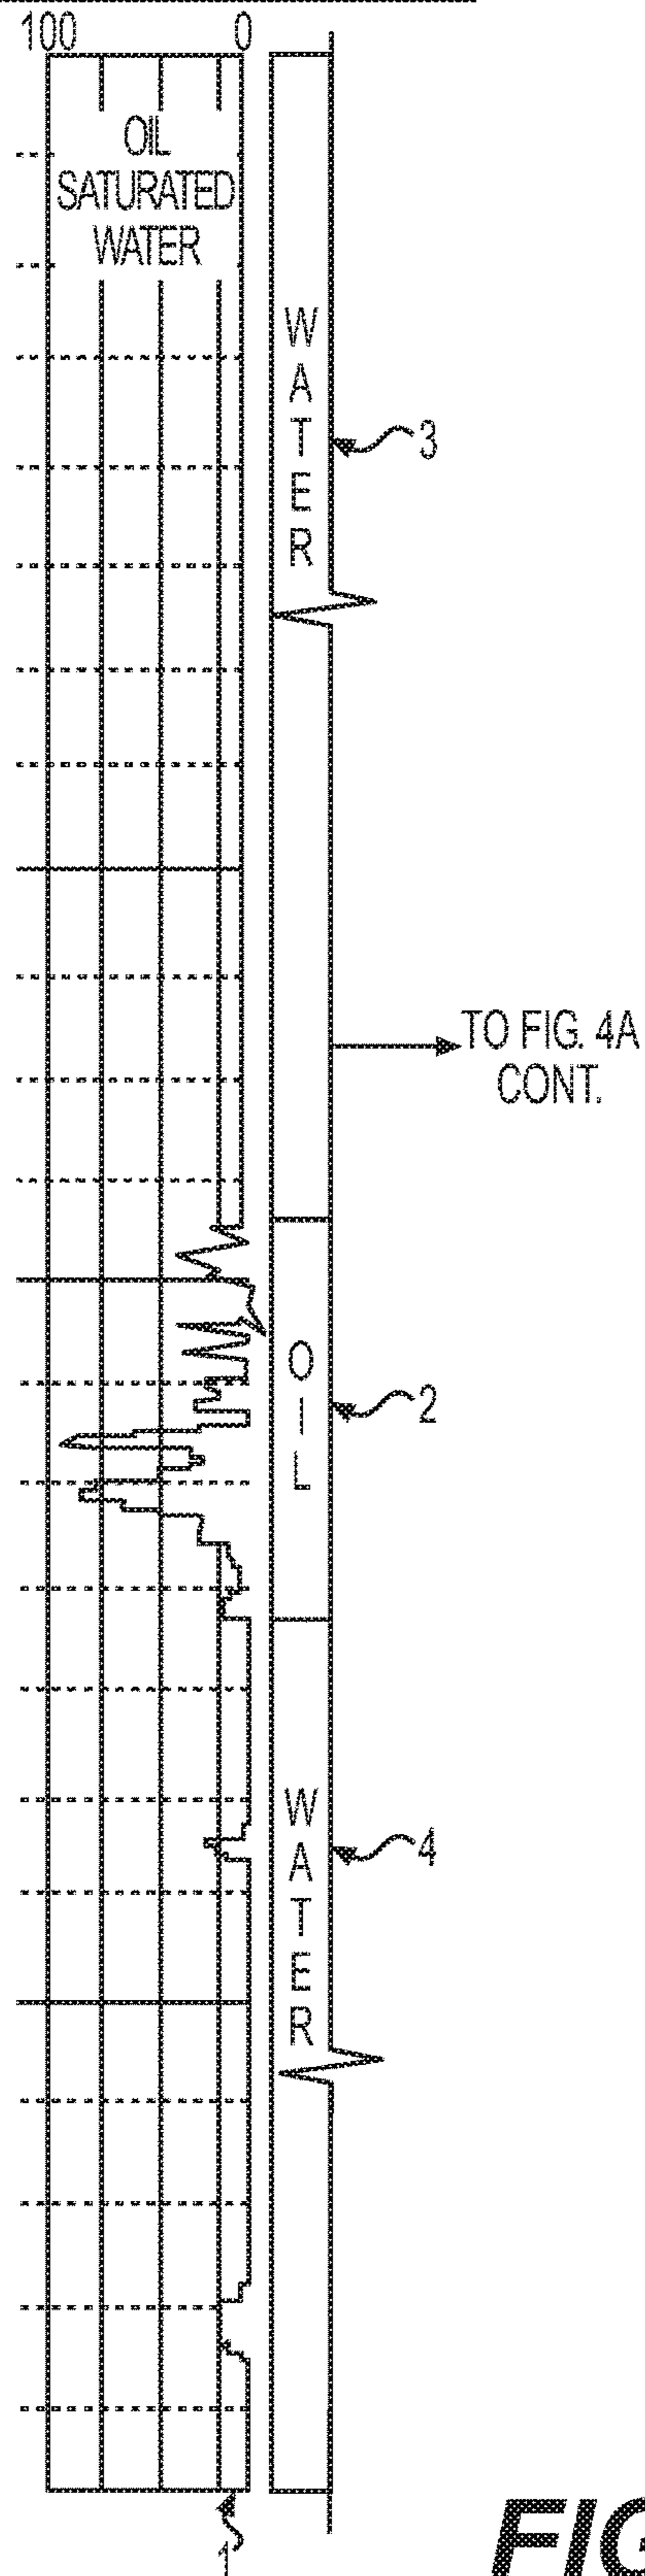 100 0
OIL
SATURATED
WATER
W
A
T
E
R
3
TO FIG. 4A
CONT.
O
I
L
2
W
A
T
E
R
4
1
FIG